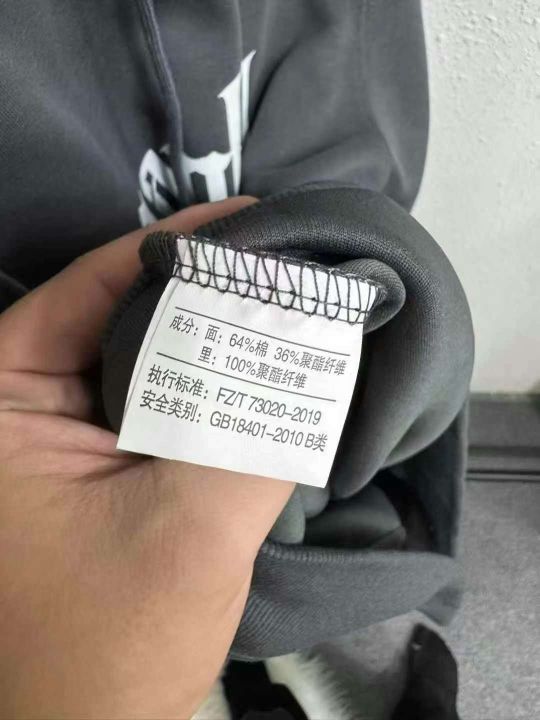 成分：面：64%棉 36%聚酯纤维
里：100%聚酯纤维
执行标准：FZ/T 73020-2019
安全类别：GB18401-2010 B类